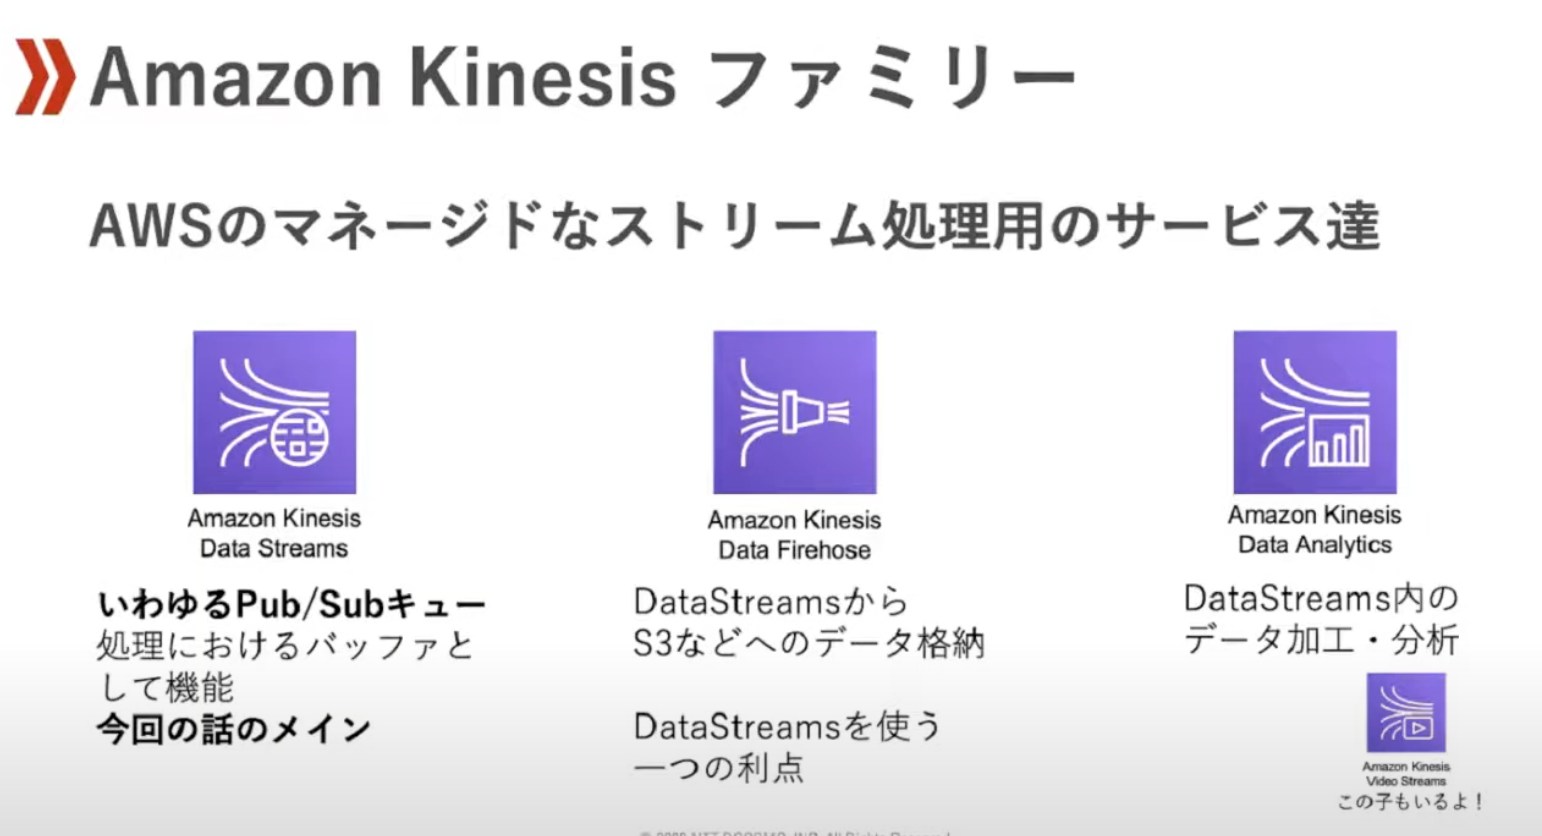 Amazon Kinesis ファミリー
AWSのマネージドなストリーム処理用のサービス達
Amazon Kinesis
Data Streams
いわゆるPub/Subキュー
処理におけるバッファと
して機能
今回の話のメイン
Amazon Kinesis
Data Firehose
DataStreamsから
S3などへのデータ格納
DataStreamsを使う
一つの利点
Amazon Kinesis
Data Analytics
DataStreams内の
データ加工・分析
Amazon Kinesis
Video Streams
この子もいるよ！